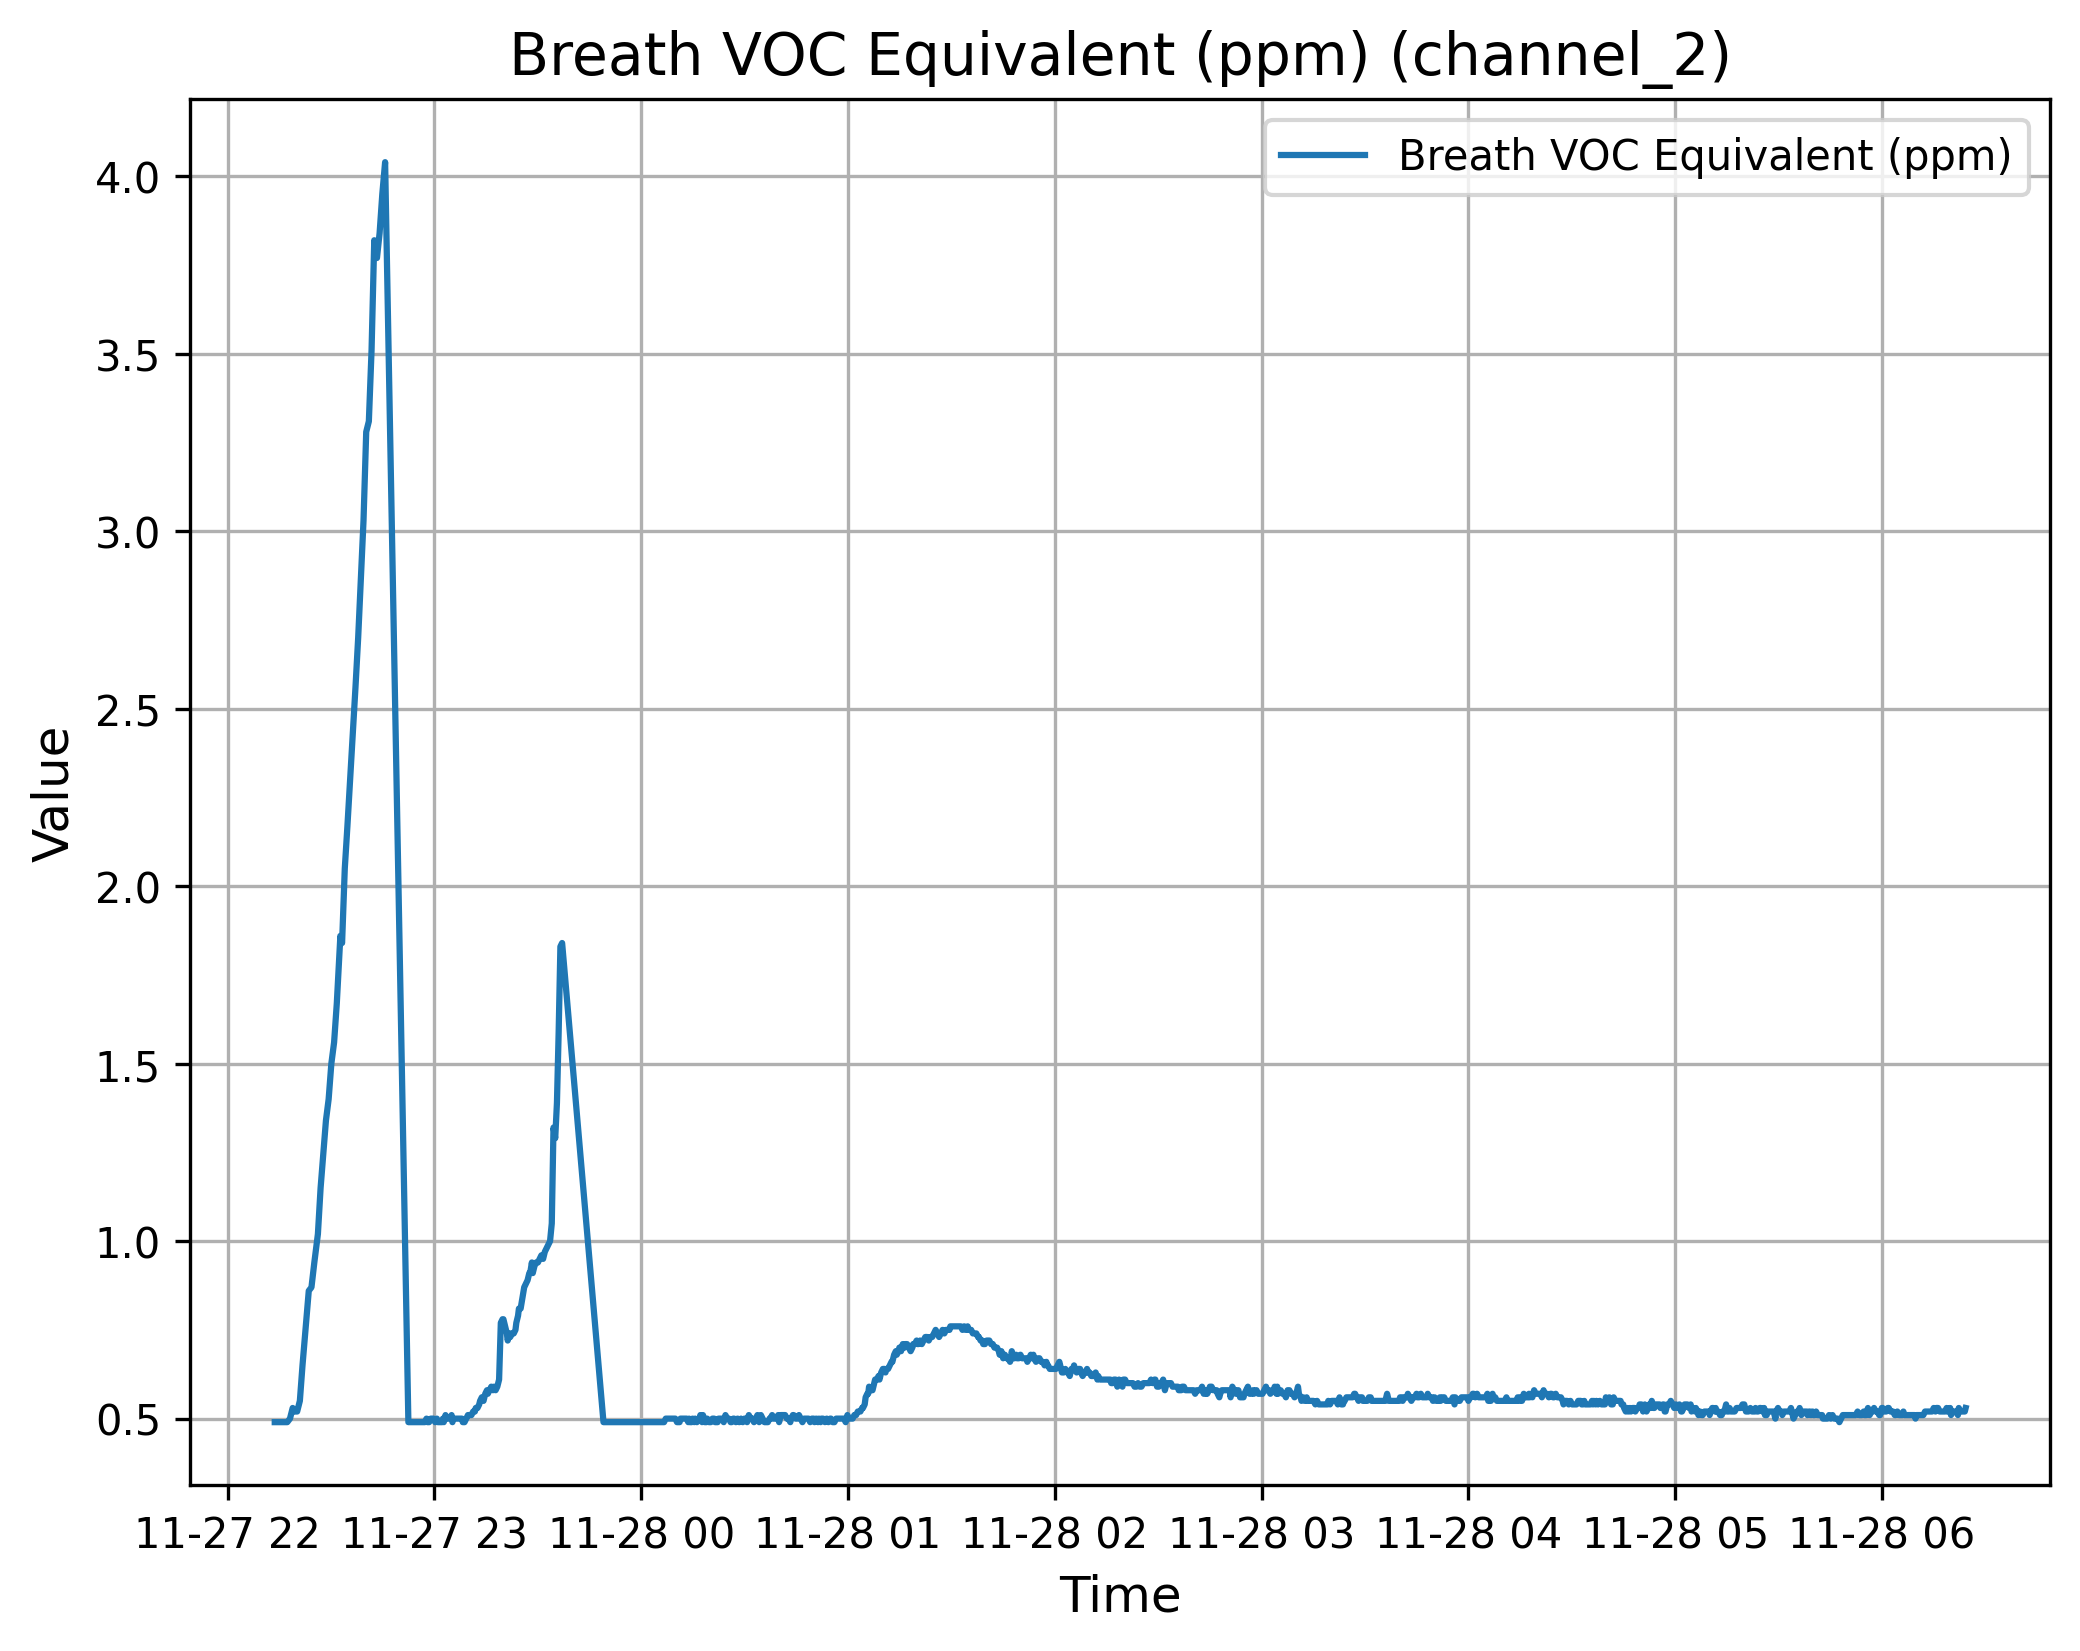 Breath VOC Equivalent (ppm) (channel_2)
Breath VOC Equivalent (ppm)
4.0
3.5
3.0
2.5
2.0
1.5
1.0
0.5
Value
11-27 22 11-27 23 11-28 00 11-28 01 11-28 02 11-28 03 11-28 04 11-28 05 11-28 06
Time